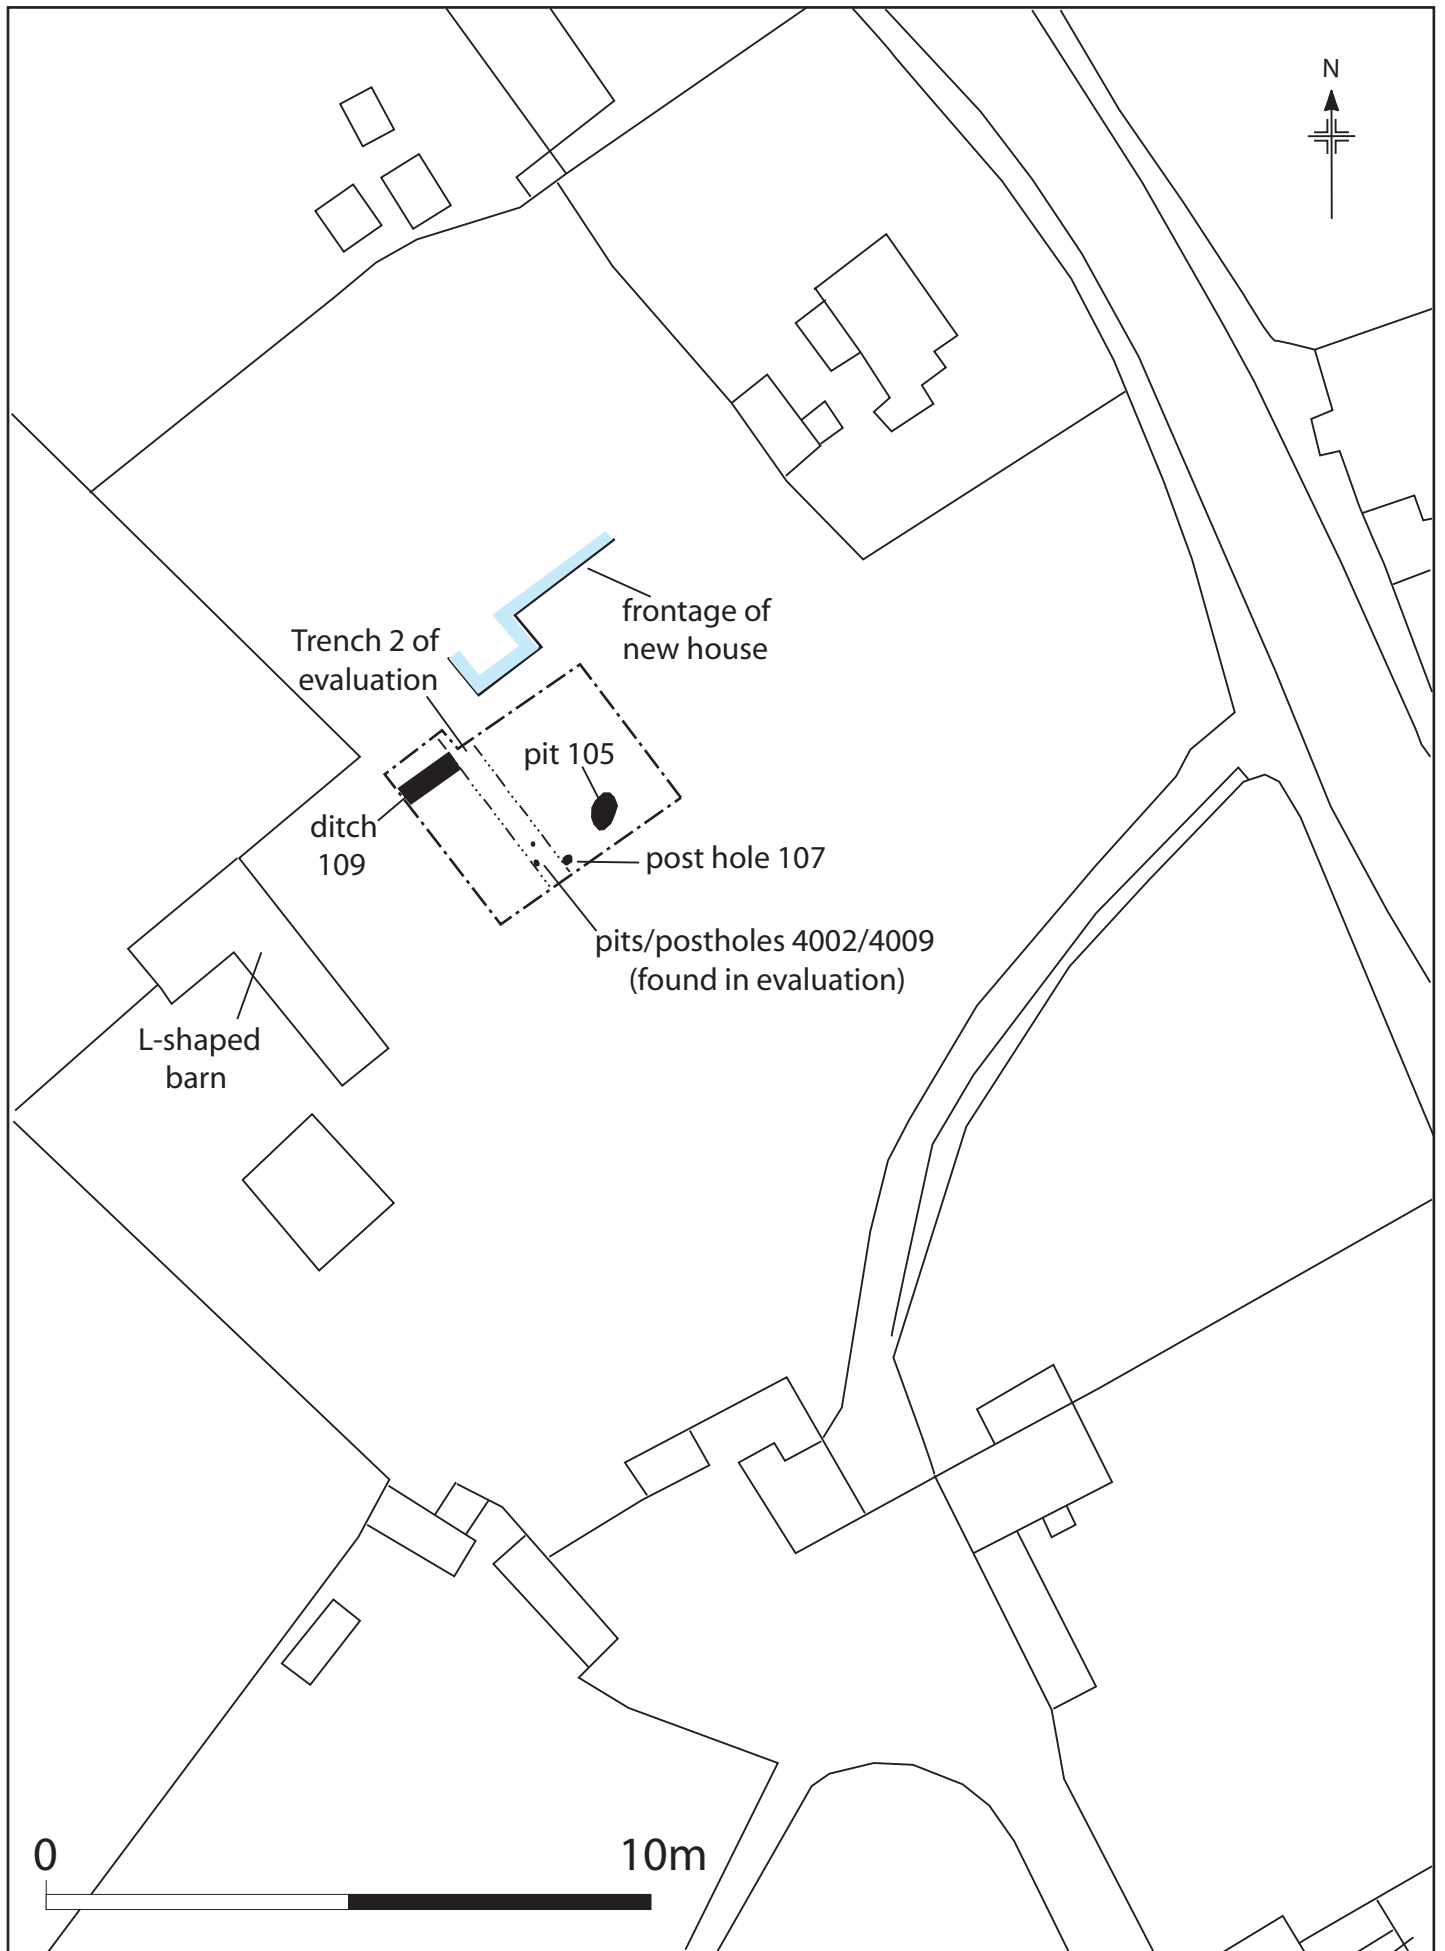 N
frontage of
new house
Trench 2 of
evaluation
pit 105
ditch
109
post hole 107
pits/postholes 4002/4009
(found in evaluation)
L-shaped
barn
0
10m